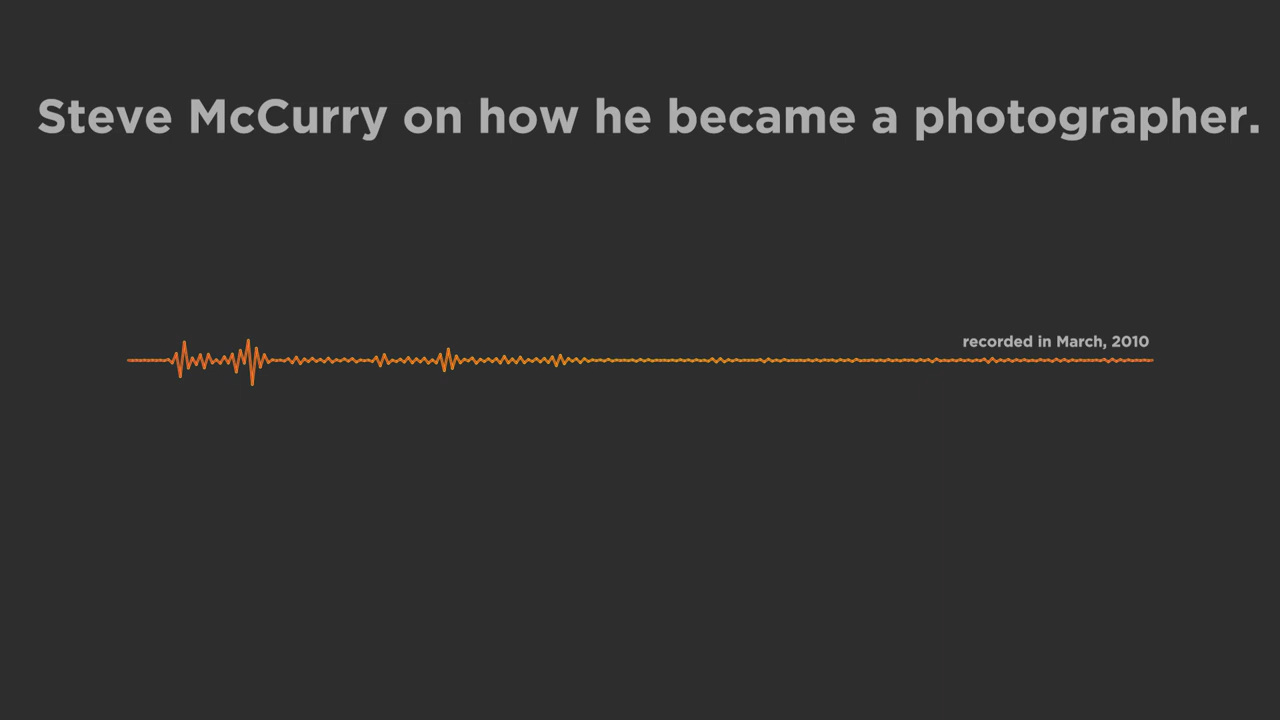 Steve McCurry on how he became a photographer.
recorded in March, 2010